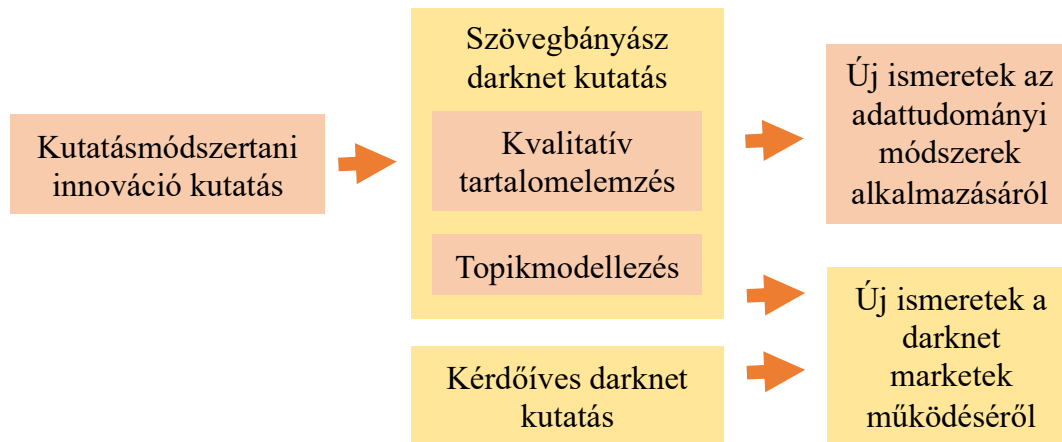 Kutatásmódszertani
innováció kutatás
Szövegbányász
darknet kutatás
Kvalitatív
tartalomelemzés
Topikmodellezés
Kérdőíves darknet
kutatás
Új ismeretek az
adattudományi
módszerek
alkalmazásáról
Új ismeretek a
darknet
marketek
működéséről